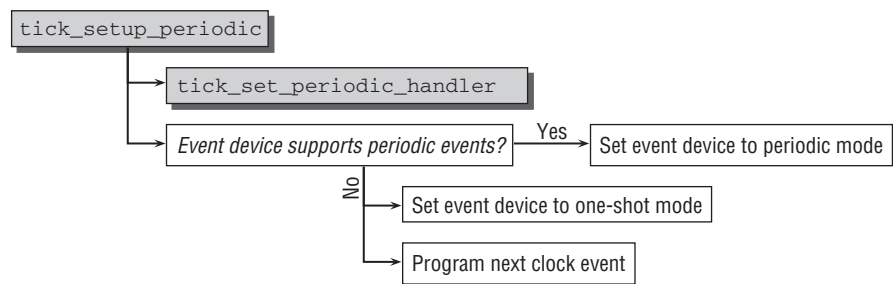 tick_setup_periodic
tick_set_periodic_handler
Event device supports periodic events?
Yes
Set event device to periodic mode
No
Set event device to one-shot mode
Program next clock event